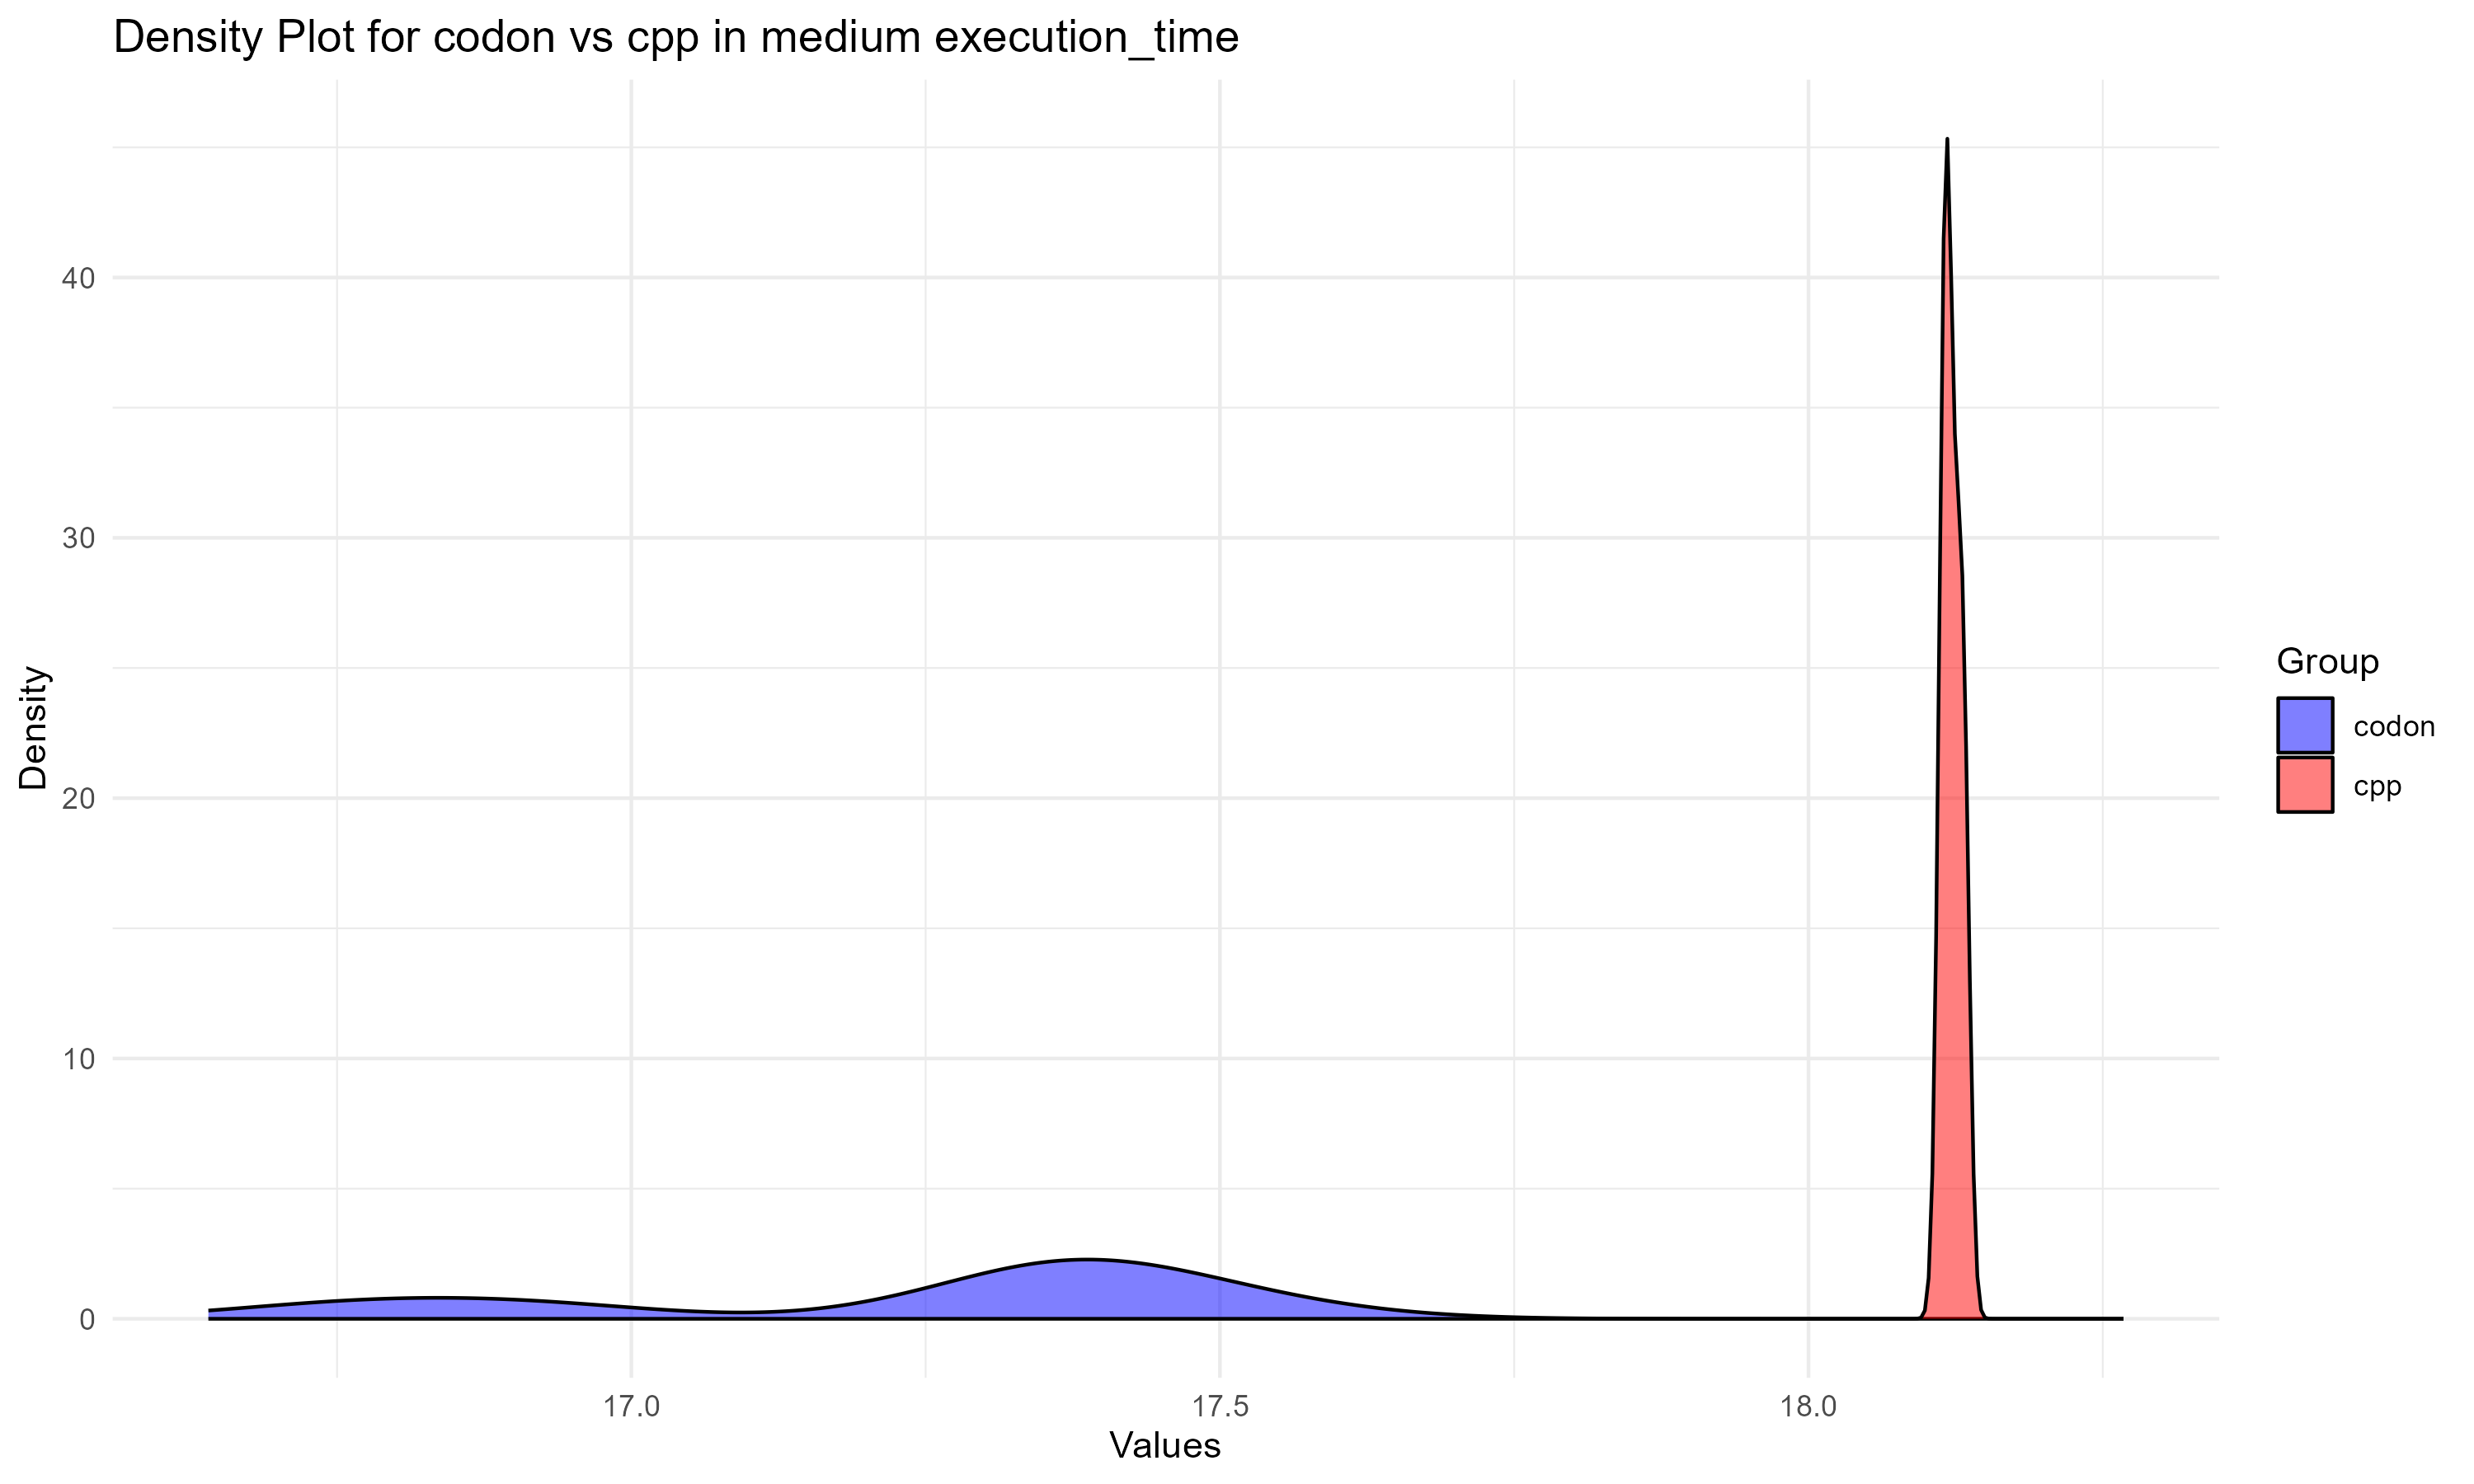 Density Plot for codon vs cpp in medium execution_time
Density
40
30
20
10
0
17.0
17.5
18.0
Values
Group
codon
cpp